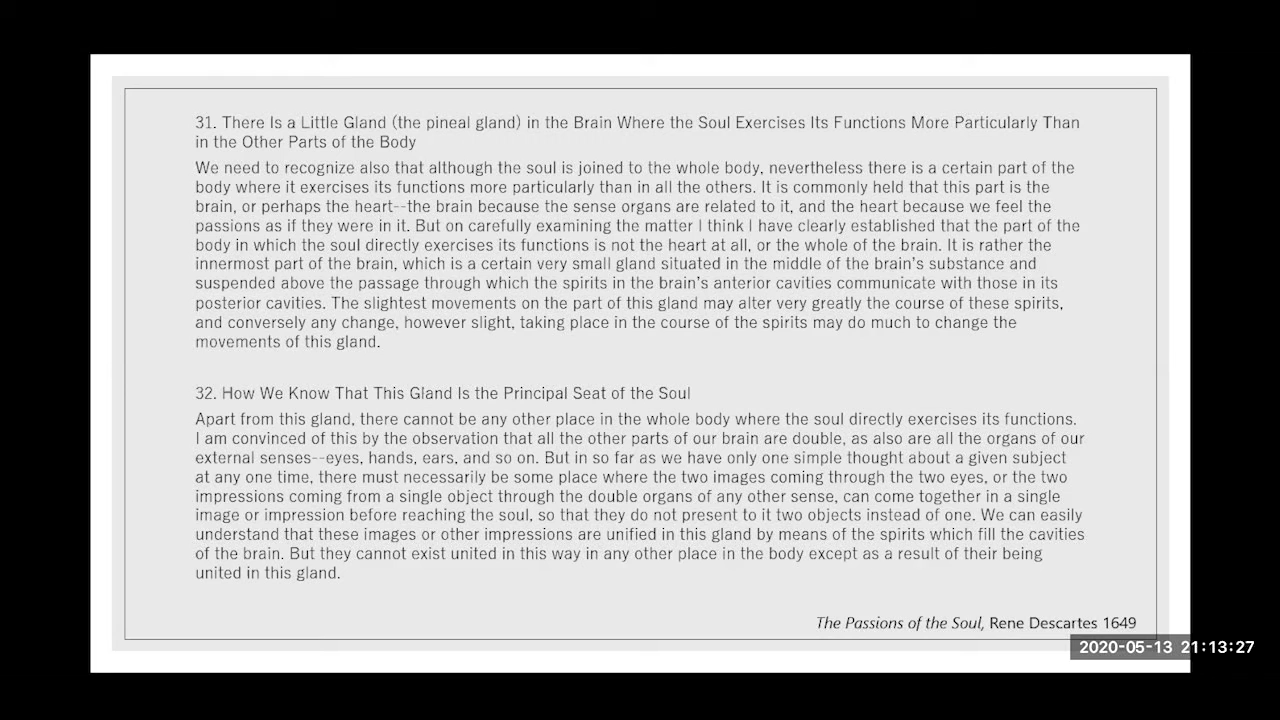 31. There Is a Little Gland (the pineal gland) in the Brain Where the Soul Exercises Its Functions More Particularly Than
in the Other Parts of the Body
We need to recognize also that although the soul is joined to the whole body, nevertheless there is a certain part of the
body where it exercises its functions more particularly than in all the others. It is commonly held that this part is the
brain, or perhaps the heart--the brain because the sense organs are related to it, and the heart because we feel the
passions as if they were in it. But on carefully examining the matter I think I have clearly established that the part of the
body in which the soul directly exercises its functions is not the heart at all, or the whole of the brain. It is rather the
innermost part of the brain, which is a certain very small gland situated in the middle of the brain's substance and
suspended above the passage through which the spirits in the brain's anterior cavities communicate with those in its
posterior cavities. The slightest movements on the part of this gland may alter very greatly the course of these spirits,
and conversely any change, however slight, taking place in the course of the spirits may do much to change the
movements of this gland.
32. How We Know That This Gland Is the Principal Seat of the Soul
Apart from this gland, there cannot be any other place in the whole body where the soul directly exercises its functions.
I am convinced of this by the observation that all the other parts of our brain are double, as also are all the organs of our
external senses--eyes, hands, ears, and so on. But in so far as we have only one simple thought about a given subject
at any one time, there must necessarily be some place where the two images coming through the two eyes, or the two
impressions coming from a single object through the double organs of any other sense, can come together in a single
image or impression before reaching the soul, so that they do not present to it two objects instead of one. We can easily
understand that these images or other impressions are unified in this gland by means of the spirits which fill the cavities
of the brain. But they cannot exist united in this way in any other place in the body except as a result of their being
united in this gland.
The Passions of the Soul, Rene Descartes 1649
2020-05-13 21:13:27